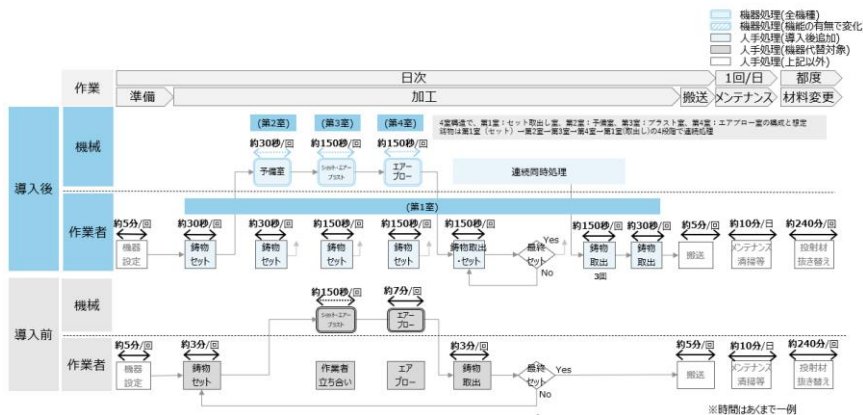 機器処理(全機種)
機器処理(機能の有無で変化
人手処理(導入後追加)
人手処理(機器代替対象)
人手処理(上記以外)
作業
日次
1回/日
都度
準備
加工
搬送
メンテナンス
材料変更
導入後
機械
(第2室)
(第3室)
(第4室)
4室構造で、第1室：セット取出し室、第2室：予備室、第3室：ブラスト室、第4室：エアーブロー室の構成と想定
鋳物は第1室（セット）→第2室→第3室→第4室→第1室(取出し)の4段階で連続処理
約30秒/回
約150秒/回
約150秒/回
予備室
ショット・エアー
ブラスト
エアー
ブロー
連続同時処理
(第1室)
作業者
約5分/回
約30秒/回
約30秒/回
約150秒/回
約150秒/回
約150秒/回
Yes
約150秒/回
約30秒/回
約5分/回
約10分/日
約240分/回
機器
設定
鋳物
セット
鋳物
セット
鋳物
セット
鋳物
セット
鋳物取出
・セット
最終
セット
鋳物
取出
鋳物
取出
搬送
メンテナンス
清掃等
投射材
抜き替え
No
3回
導入前
機械
約150秒/回
約7分/回
ショット・エアー
ブラスト
エアー
ブロー
作業者
約5分/回
約3分/回
約3分/回
約5分/回
約10分/日
約240分/回
機器
設定
鋳物
セット
作業者
立ち合い
エア
ブロー
鋳物
取出
最終
セット
Yes
搬送
メンテナンス
清掃等
投射材
抜き替え
No
※時間はあくまで一例